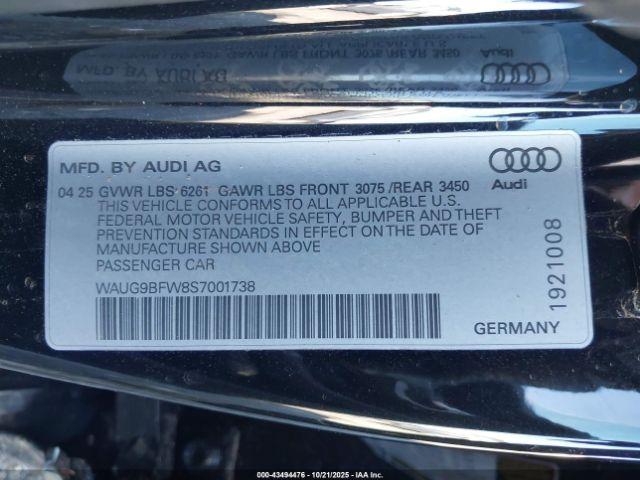 MFD. BY AUDI AG
Audi
04 25 GVWR LBS 6261 GAWR LBS FRONT 3075 /REAR 3450
THIS VEHICLE CONFORMS TO ALL APPLICABLE U.S.
FEDERAL MOTOR VEHICLE SAFETY, BUMPER AND THEFT
PREVENTION STANDARDS IN EFFECT ON THE DATE OF
MANUFACTURE SHOWN ABOVE
PASSENGER CAR
WAUG9BFW8S7001738
1921008
GERMANY
000-43494476 - 10/21/2025 - IAA Inc.